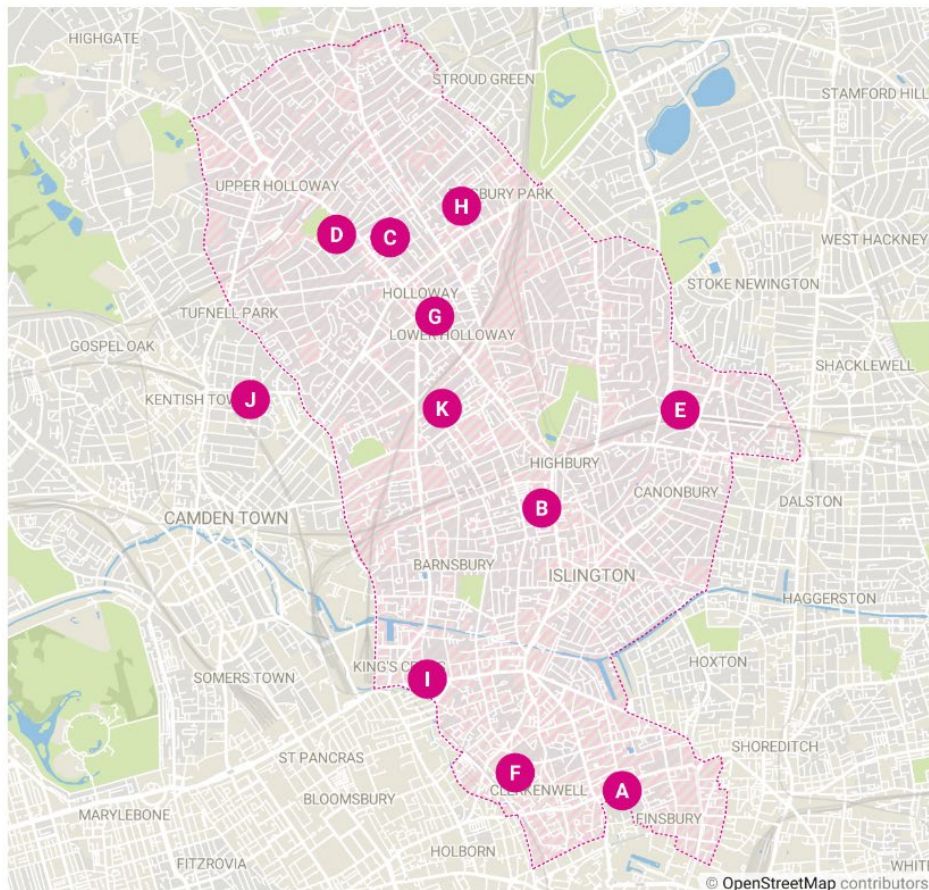 HIGHGATE
STROUD GREEN
STAMFORD HILL
UPPER HOLLOWAY
H
D
C
WEST HACKNEY
STOKE NEWINGTON
HOLLOWAY
TUFNELL PARK
G
LOWER HOLLOWAY
GOSPEL OAK
SHACKLEWELL
KENTISH
J
K
E
HIGHBURY
CANONBURY
DALSTON
B
CAMDEN TOWN
BARNSBURY
ISLINGTON
HAGGERSTON
KING'S
I
HOXTON
SOMERS TOWN
SHOREDITCH
ST PANCRAS
F
CLERKENWELL
A
BLOOMSBURY
MARYLEBONE
FINSBURY
HOLBORN
FITZROVIA
WHIT
© OpenStreetMap contributors